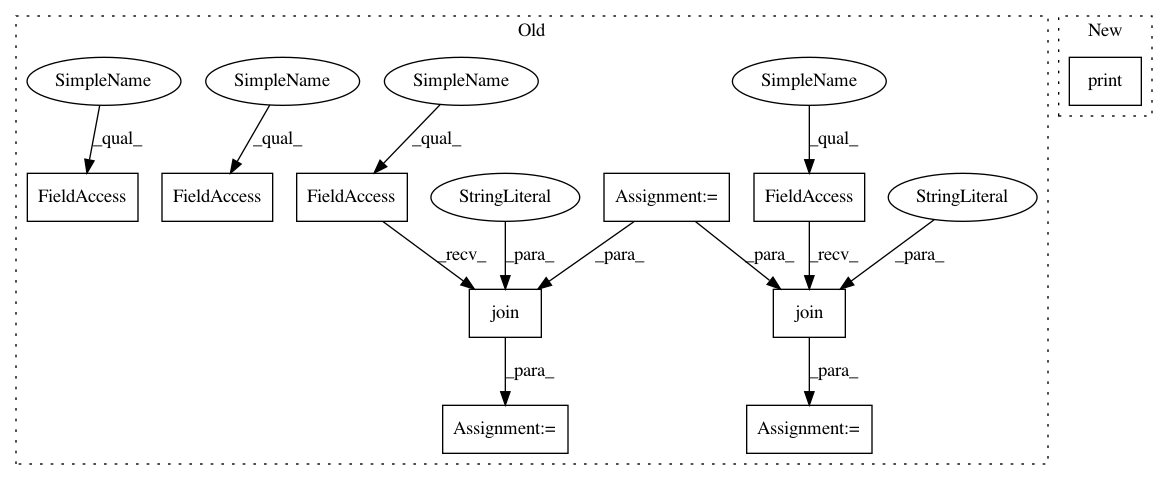 Old
New
SimpleName
SimpleName
SimpleName
SimpleName
print
_qual_
_qual_
_qual_
_qual_
FieldAccess
FieldAccess
FieldAccess
StringLiteral
Assignment:=
FieldAccess
StringLiteral
_recv_
_para_
_para_
_para_
_recv_
_para_
join
join
_para_
_para_
Assignment:=
Assignment:=